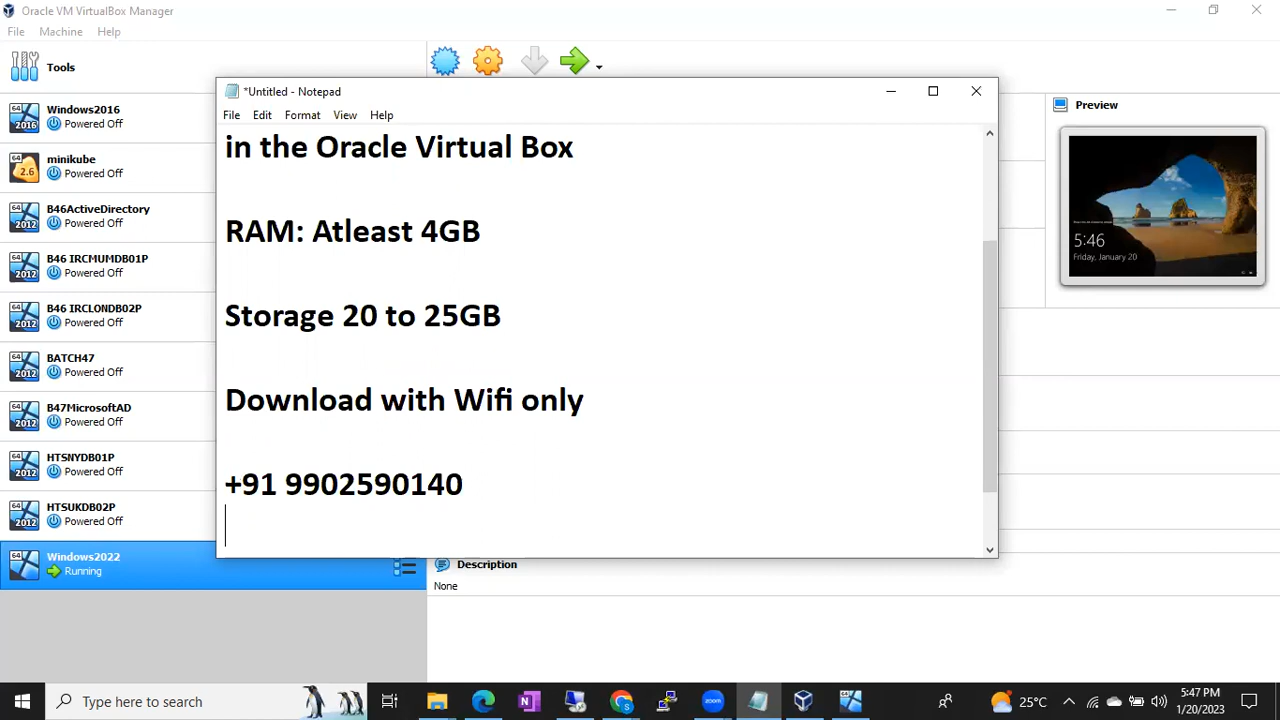 Oracle VM VirtualBox Manager
File Machine Help
Tools
Windows2016
Powered Off
minikube
Powered Off
B46ActiveDirectory
Powered Off
B46 IRCMUMDB01P
Powered Off
B46 IRCLONDB02P
Powered Off
BATCH47
Powered Off
B47MicrosoftAD
Powered Off
HTSNYDB01P
Powered Off
HTSUKDB02P
Powered Off
Windows2022
Running
*Untitled - Notepad
File Edit Format View Help
in the Oracle Virtual Box
RAM: Atleast 4GB
Storage 20 to 25GB
Download with Wifi only
+91 9902590140
Preview
5:46
Friday, January 20
Description
None
Type here to search
25°C
5:47 PM
1/20/2023